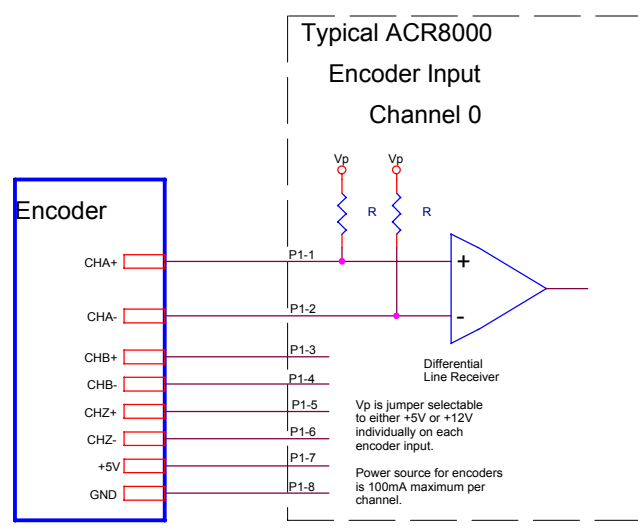 Typical ACR8000
Encoder Input
Channel 0
Vp
Vp
R
R
Encoder
CHA+
P1-1
+
CHA-
P1-2
-
CHB+
P1-3
CHB-
P1-4
CHZ+
P1-5
CHZ-
P1-6
+5V
P1-7
GND
P1-8
Differential
Line Receiver
Vp is jumper selectable
to either +5V or +12V
individually on each
encoder input.
Power source for encoders
is 100mA maximum per
channel.